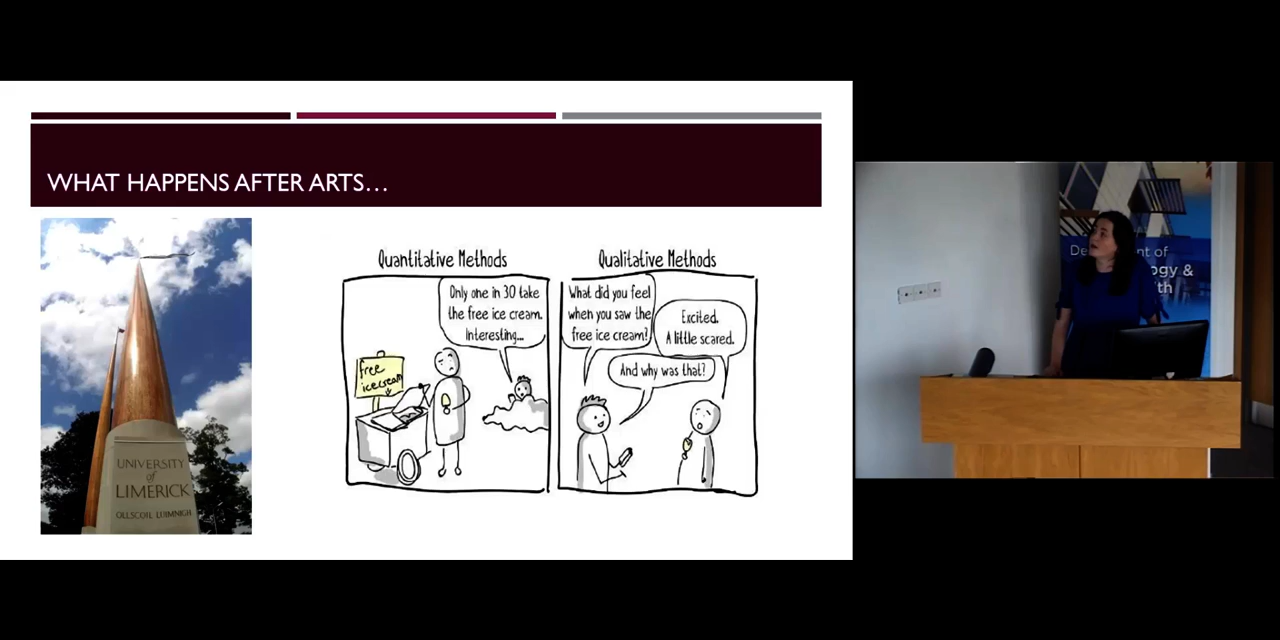 WHAT HAPPENS AFTER ARTS…
UNIVERSITY
of
LIMERICK
OLLSCOIL LUIMNIGH
Quantitative Methods
Only one in 30 take
the free ice cream.
Interesting...
free
icecream
Qualitative Methods
What did you feel
when you saw the
free ice cream?
Excited.
A little scared.
And why was that?